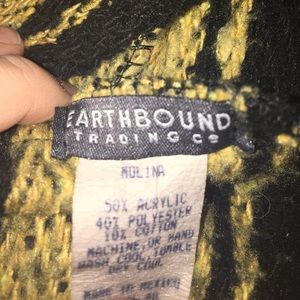 EARTHBOUND
TRADING Co
MOLINA
50% ACRYLIC
40% POLYESTER
10% COTTON
MACHINE, OR HAND
WASH COOL, TUMBLE
DRY COOL
MADE IN MEXICO